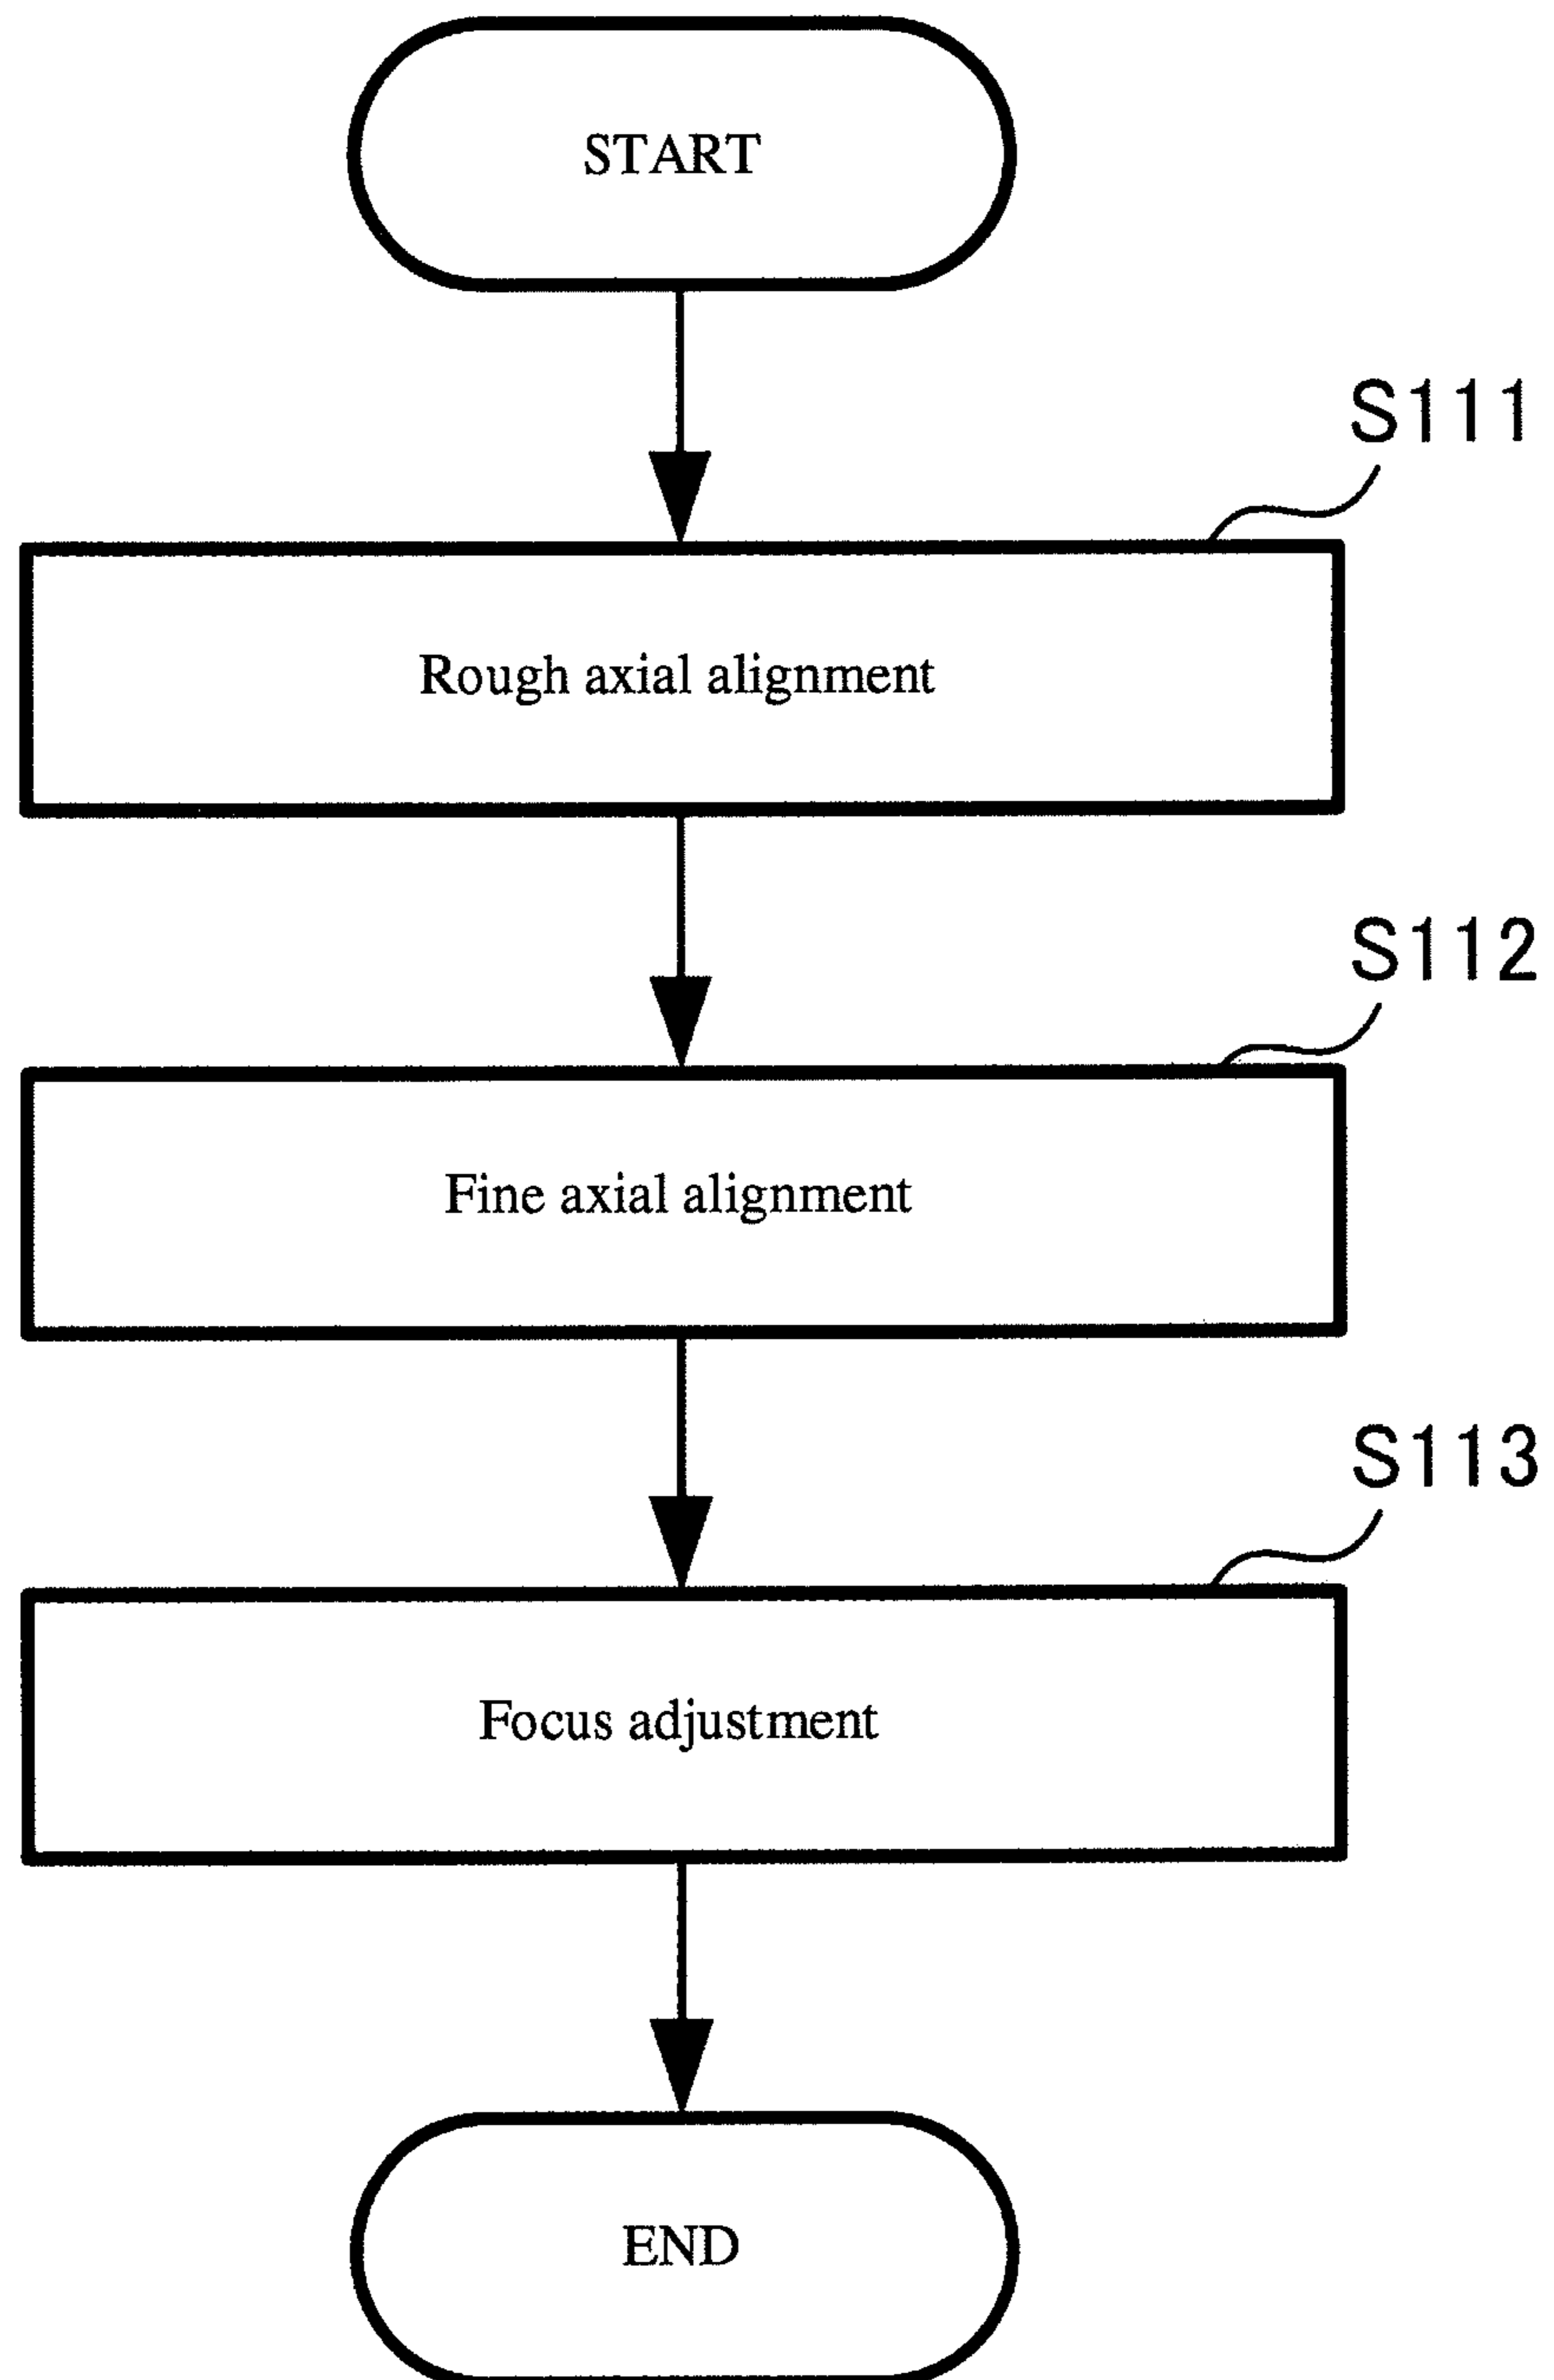 START
S111
Rough axial alignment
S112
Fine axial alignment
S113
Focus adjustment
END